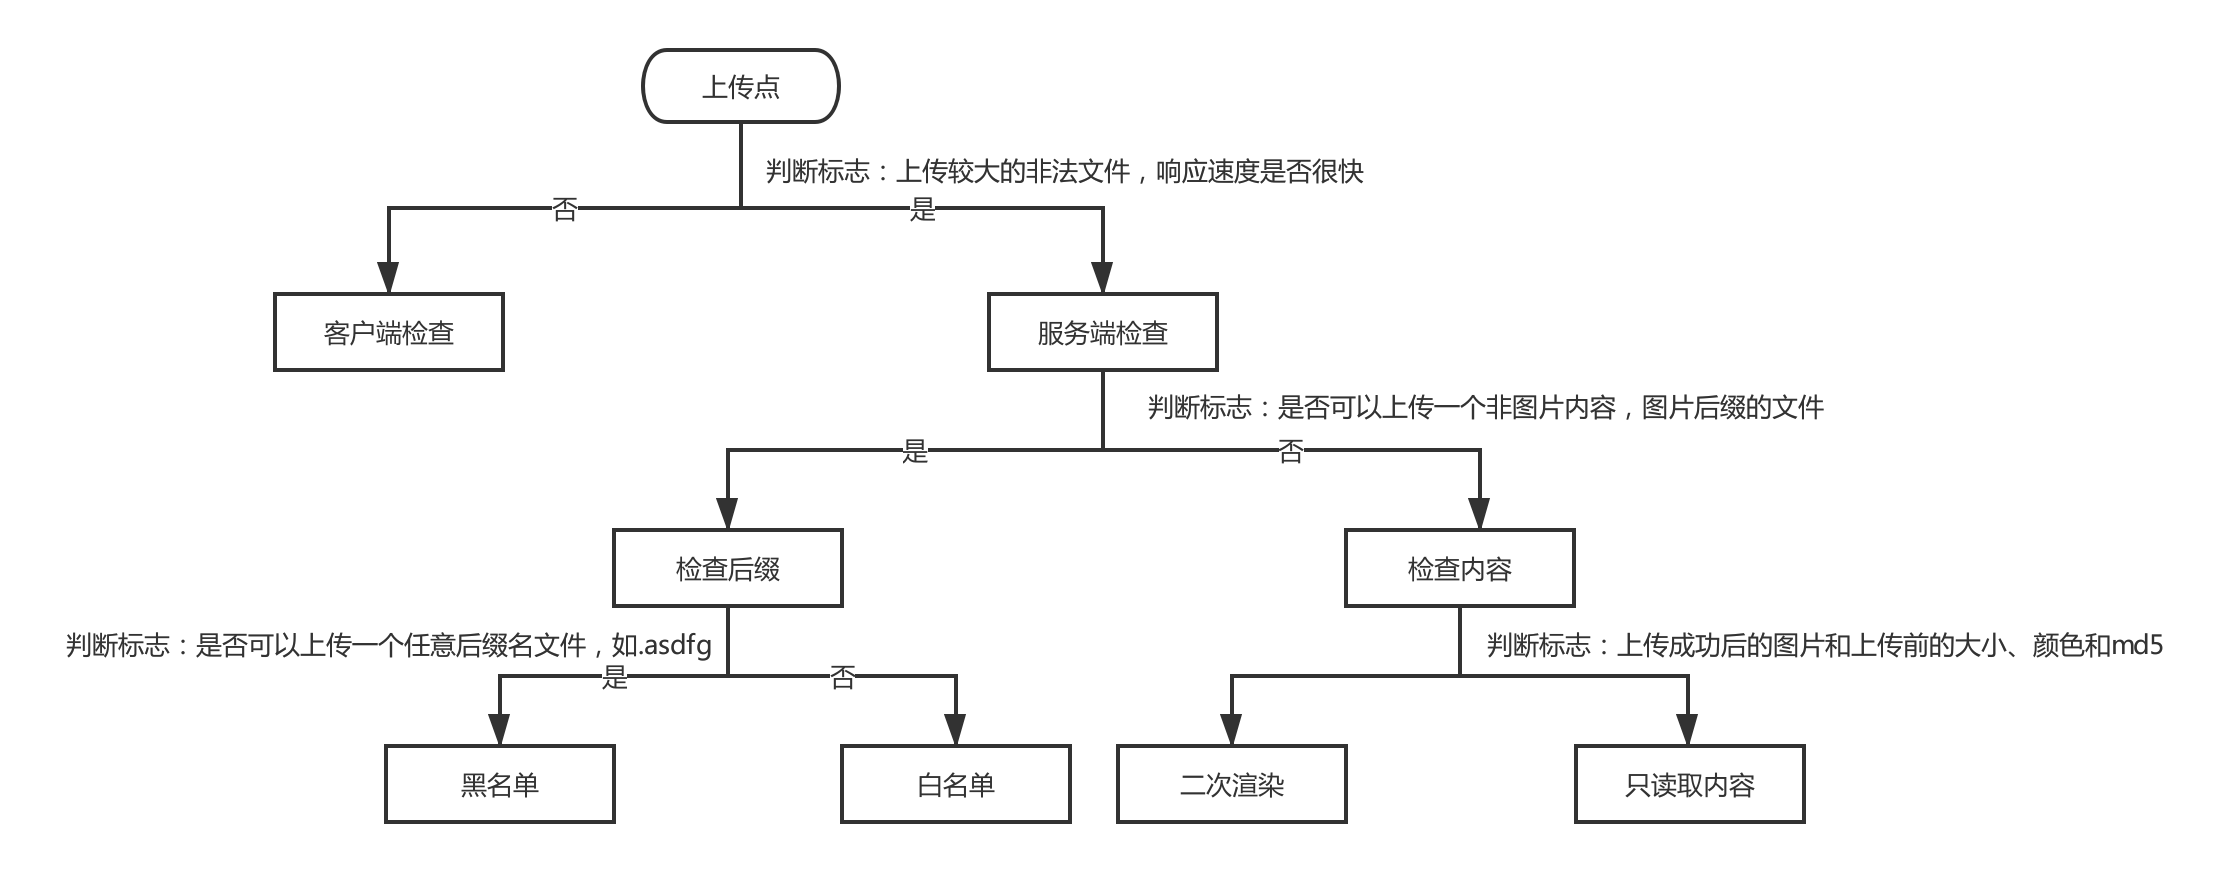 上传点
判断标志：上传较大的非法文件，响应速度是否很快
否
是
客户端检查
服务端检查
判断标志：是否可以上传一个非图片内容，图片后缀的文件
是
否
检查后缀
检查内容
判断标志：是否可以上传一个任意后缀名文件，如.asdfg
判断标志：上传成功后的图片和上传前的大小、颜色和md5
是
否
黑名单
白名单
二次渲染
只读取内容